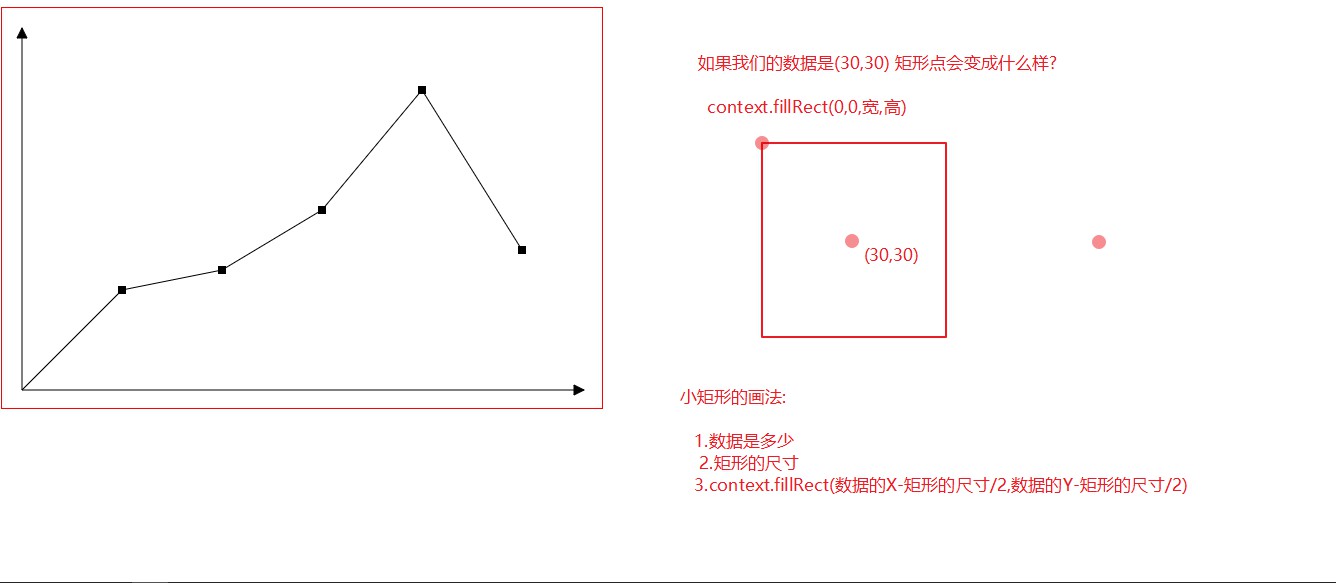 如果我们的数据是(30,30) 矩形点会变成什么样?
context.fillRect(0,0,宽,高)
(30,30)
小矩形的画法:
1.数据是多少
2.矩形的尺寸
3.context.fillRect(数据的X-矩形的尺寸/2,数据的Y-矩形的尺寸/2)